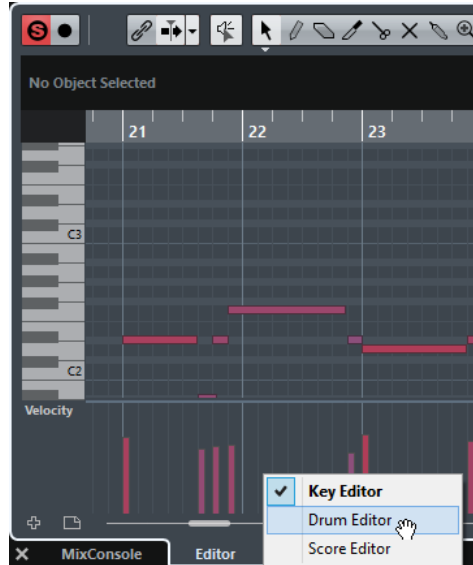 S
No Object Selected
21 22 23
C3
C2
Velocity
Key Editor
Drum Editor
Score Editor
MixConsole Editor